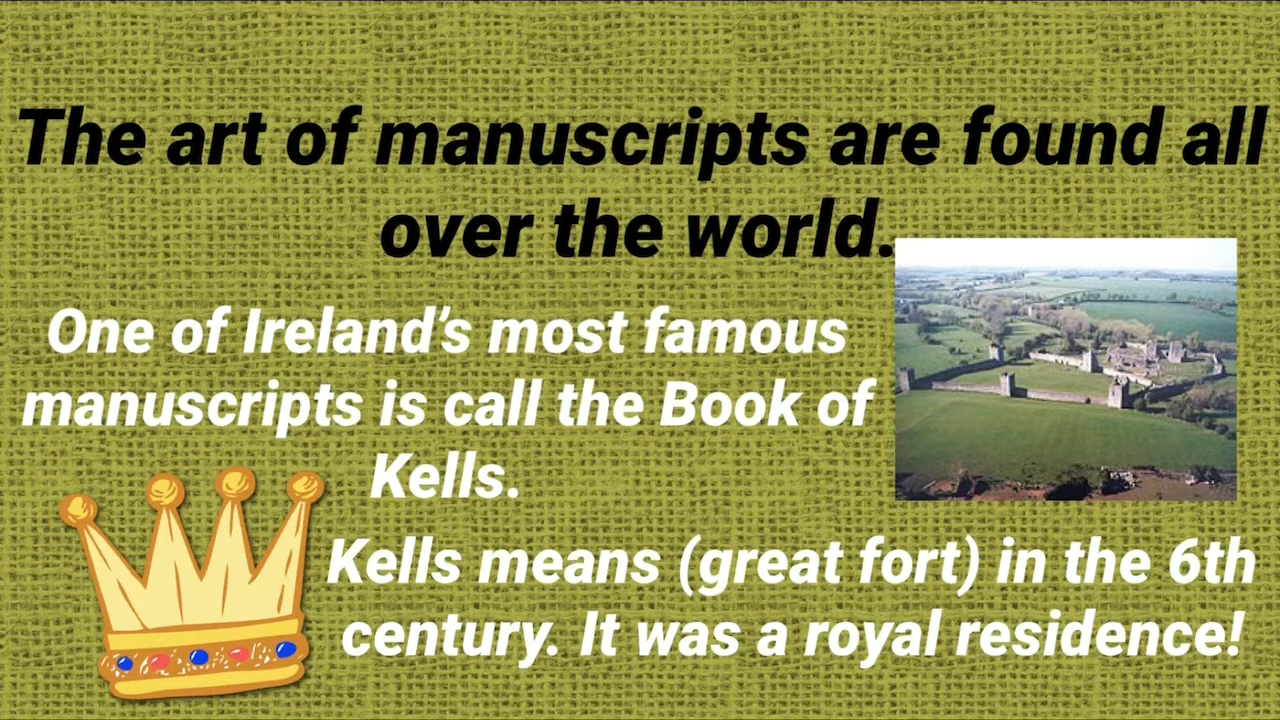 The art of manuscripts are found all
over the world.
One of Ireland’s most famous
manuscripts is call the Book of
Kells.
Kells means (great fort) in the 6th
century. It was a royal residence!